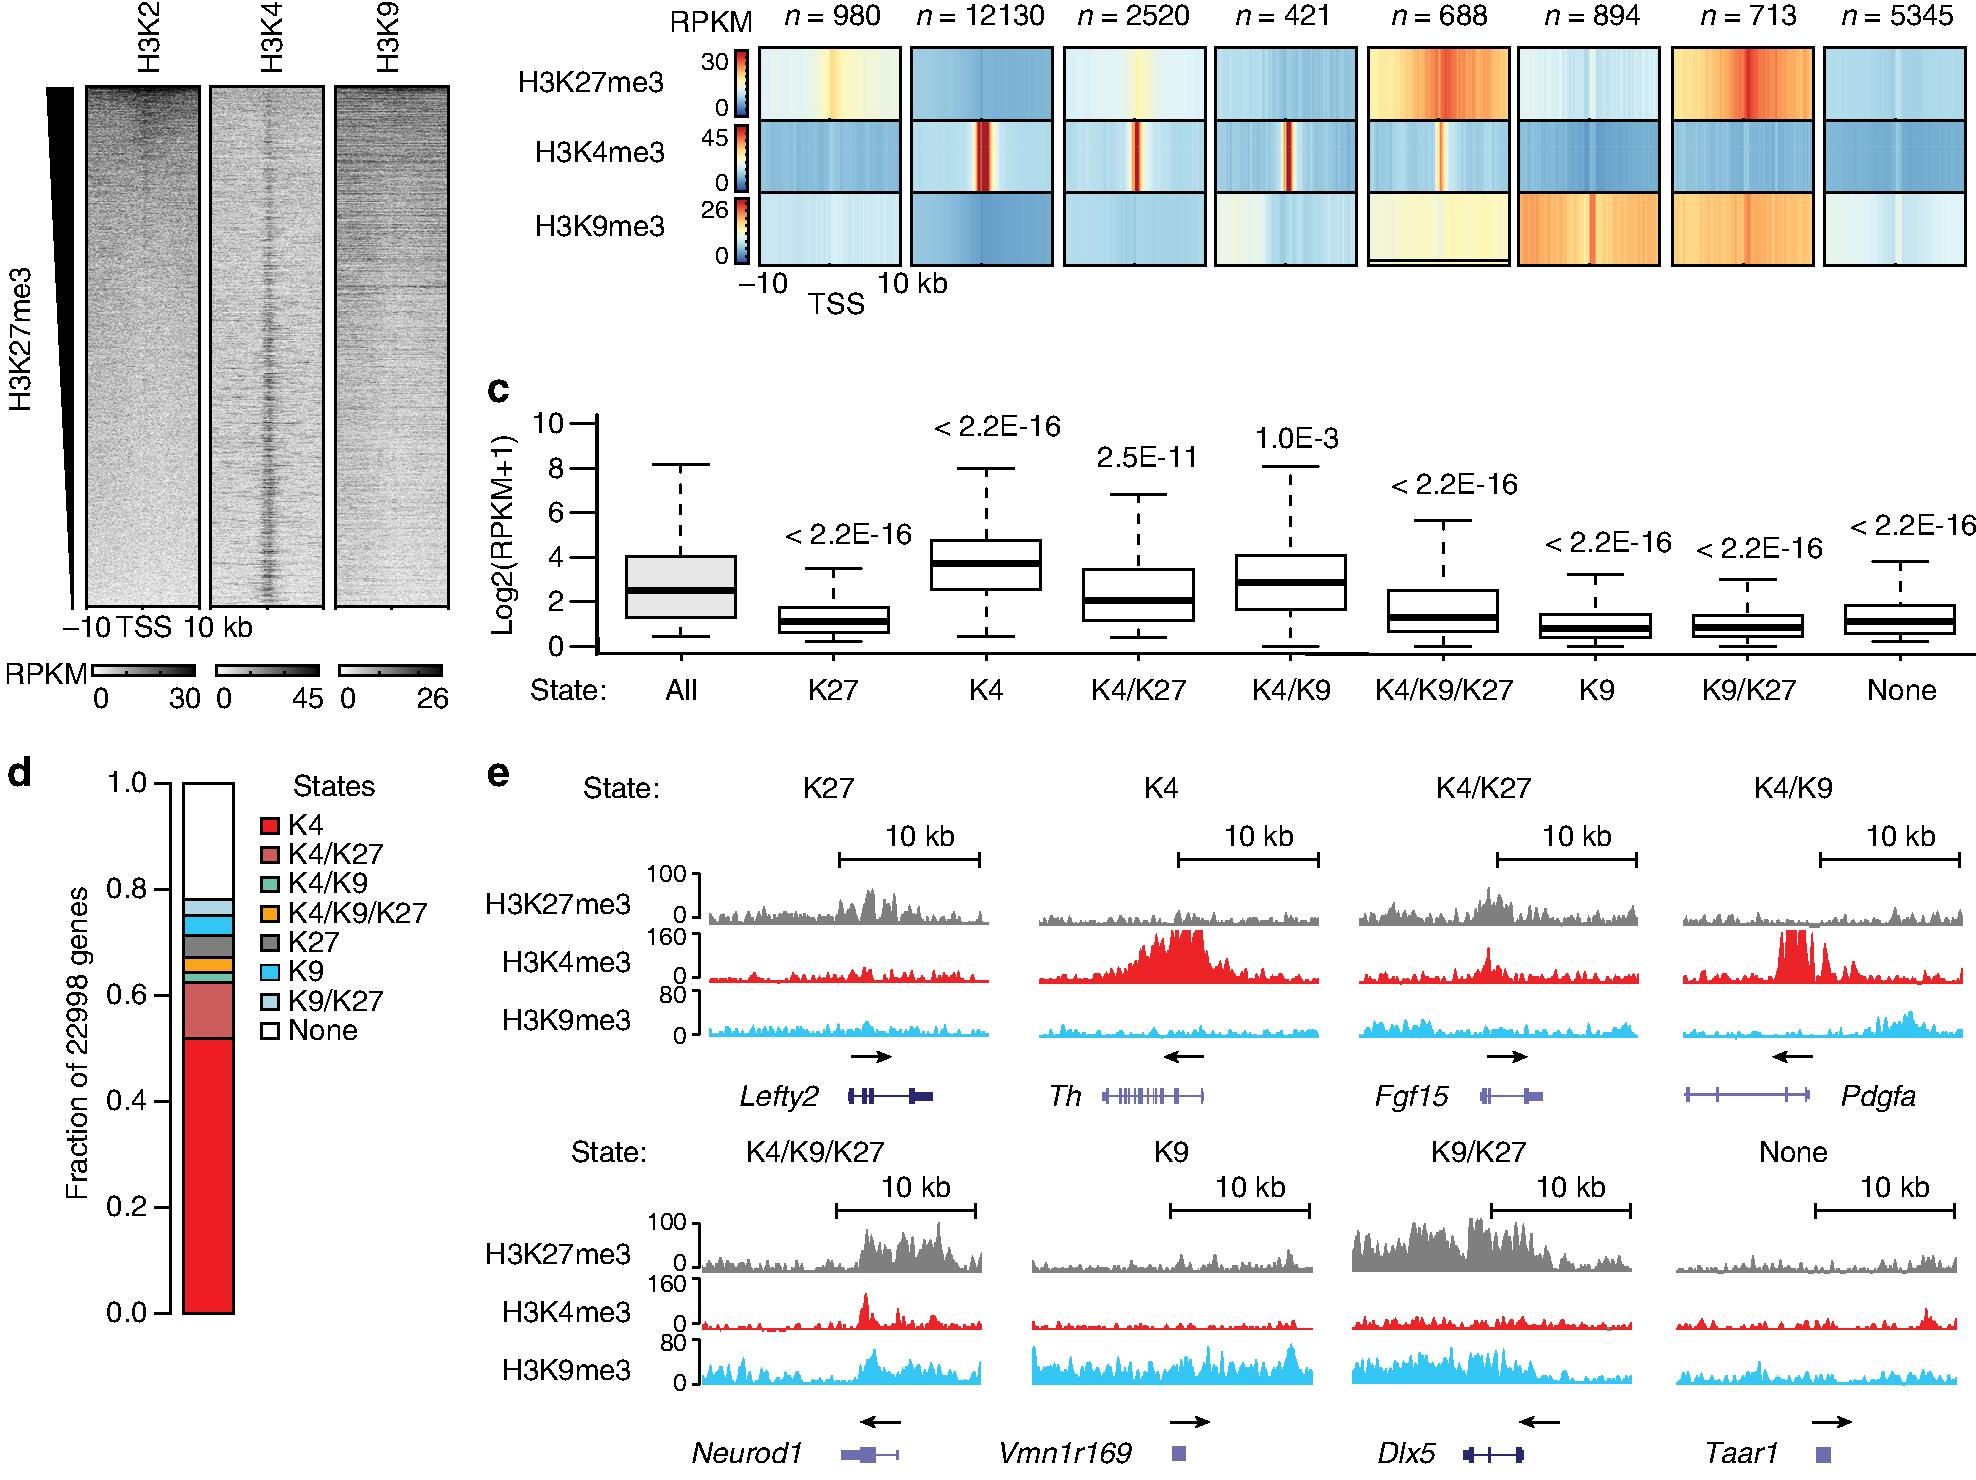 H3K2
H3K4
H3K9
H3K27me3
−10 TSS 10 kb
RPKM
0 30 0 45 0 26
RPKM n = 980 n = 12130 n = 2520 n = 421 n = 688 n = 894 n = 713 n = 5345
H3K27me3 30 0
H3K4me3 45 0
H3K9me3 26 0
−10 TSS 10 kb
c
Log2(RPKM+1)
10
8
6
4
2
0
< 2.2E-16
< 2.2E-16
2.5E-11
1.0E-3
< 2.2E-16
< 2.2E-16
< 2.2E-16
< 2.2E-16
State: All K27 K4 K4/K27 K4/K9 K4/K9/K27 K9 K9/K27 None
d
Fraction of 22998 genes
1.0
0.8
0.6
0.4
0.2
0.0
States
K4
K4/K27
K4/K9
K4/K9/K27
K27
K9
K9/K27
None
e
State: K27 K4 K4/K27 K4/K9
10 kb 10 kb 10 kb 10 kb
H3K27me3 100 0
H3K4me3 160 0
H3K9me3 80 0
Lefty2 Th Fgf15 Pdgfa
State: K4/K9/K27 K9 K9/K27 None
10 kb 10 kb 10 kb 10 kb
H3K27me3 100 0
H3K4me3 160 0
H3K9me3 80 0
Neurod1 Vmn1r169 Dlx5 Taar1